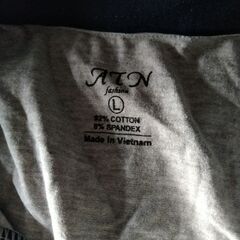 ATN
fashion
L
92% COTTON
8% SPANDEX
Made in Vietnam